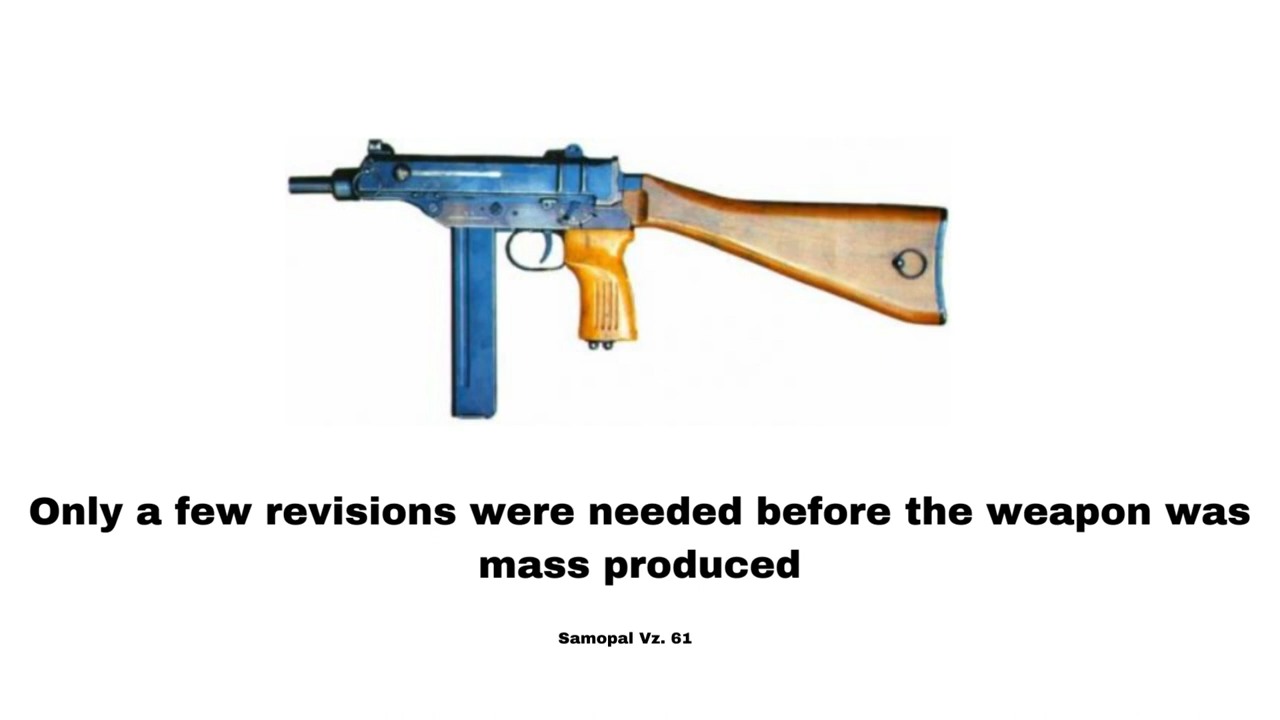 Only a few revisions were needed before the weapon was
mass produced
Samopal Vz. 61